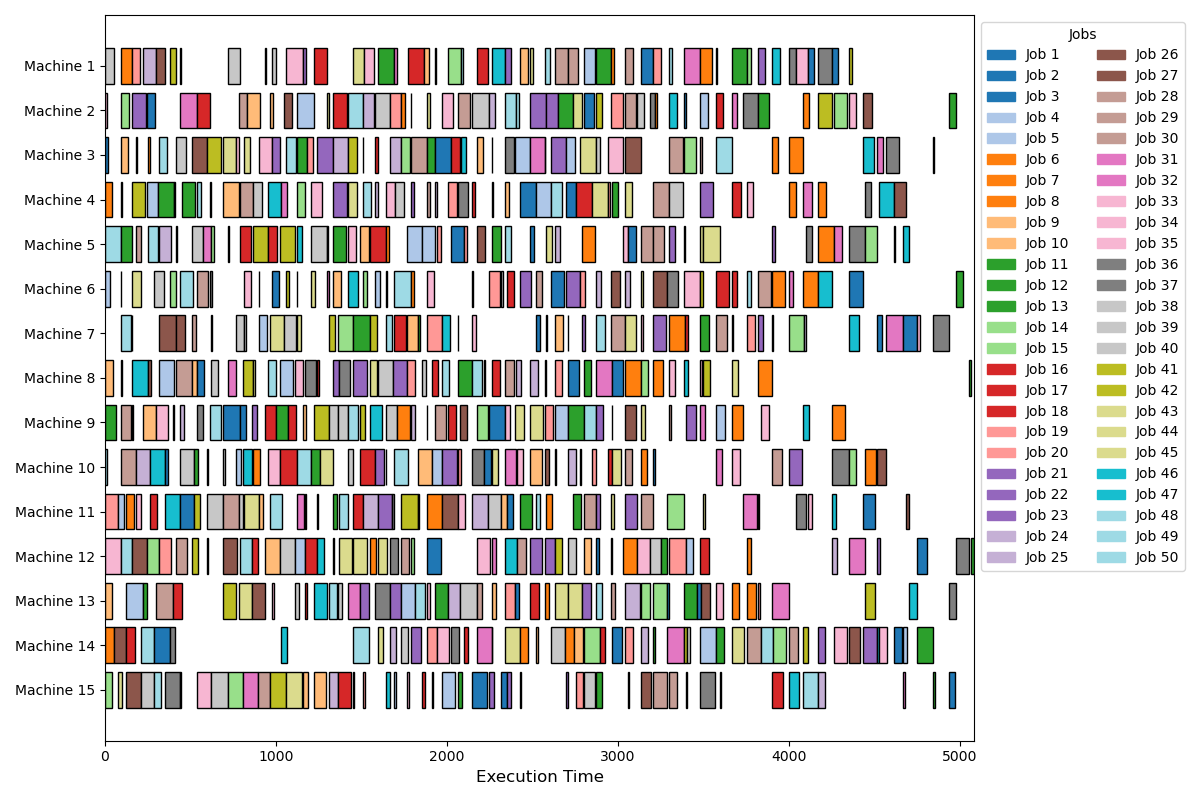 Machine 1
Machine 2
Machine 3
Machine 4
Machine 5
Machine 6
Machine 7
Machine 8
Machine 9
Machine 10
Machine 11
Machine 12
Machine 13
Machine 14
Machine 15
0 1000 2000 3000 4000 5000
Execution Time
Jobs
Job 1 Job 26
Job 2 Job 27
Job 3 Job 28
Job 4 Job 29
Job 5 Job 30
Job 6 Job 31
Job 7 Job 32
Job 8 Job 33
Job 9 Job 34
Job 10 Job 35
Job 11 Job 36
Job 12 Job 37
Job 13 Job 38
Job 14 Job 39
Job 15 Job 40
Job 16 Job 41
Job 17 Job 42
Job 18 Job 43
Job 19 Job 44
Job 20 Job 45
Job 21 Job 46
Job 22 Job 47
Job 23 Job 48
Job 24 Job 49
Job 25 Job 50